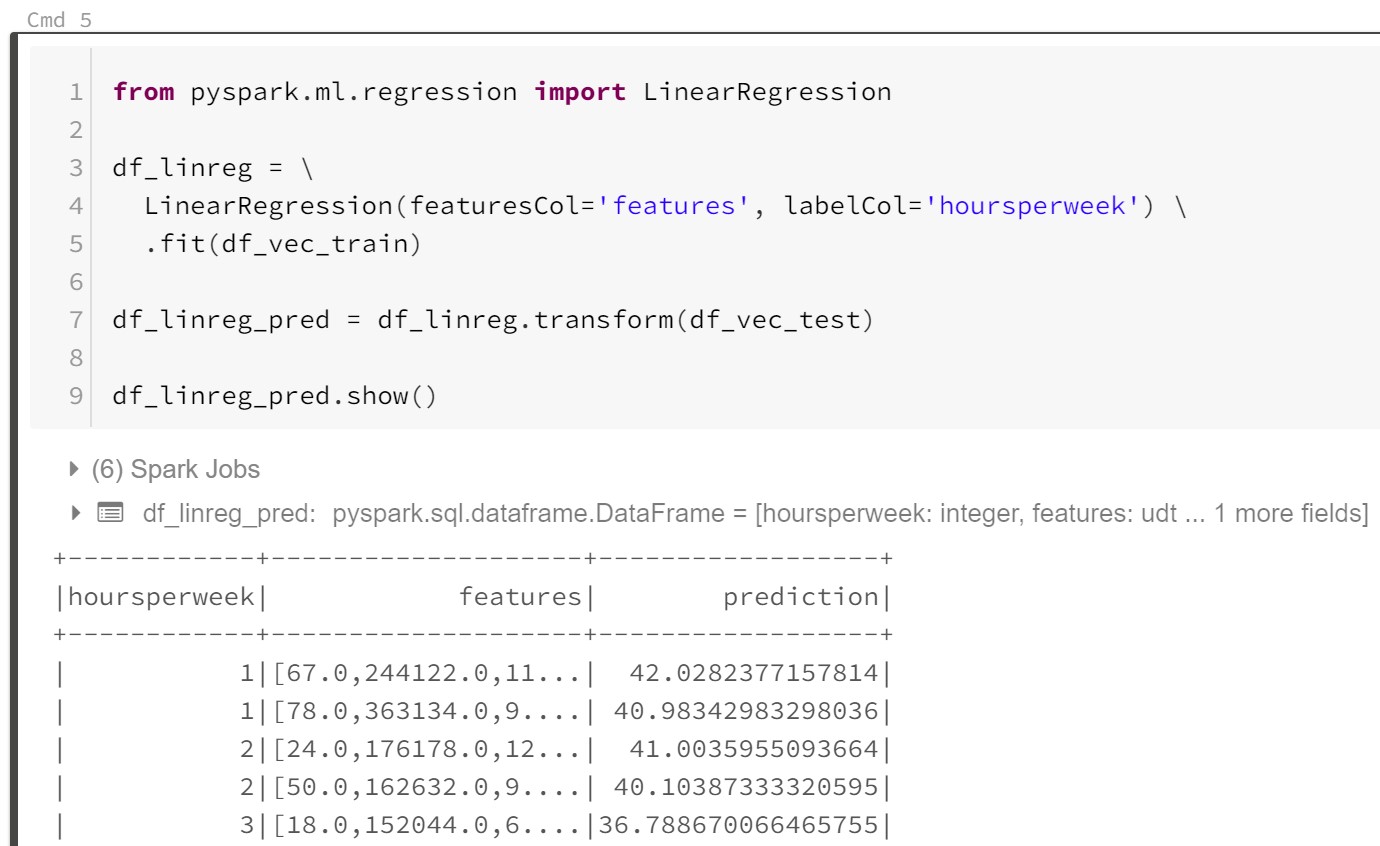 Cmd 5
1 from pyspark.ml.regression import LinearRegression
2
3 df_linreg = \
4   LinearRegression(featuresCol='features', labelCol='hoursperweek') \
5   .fit(df_vec_train)
6
7 df_linreg_pred = df_linreg.transform(df_vec_test)
8
9 df_linreg_pred.show()
(6) Spark Jobs
df_linreg_pred: pyspark.sql.dataframe.DataFrame = [hoursperweek: integer, features: udt ... 1 more fields]
+------------+--------------------+------------------+
|hoursperweek|            features|        prediction|
+------------+--------------------+------------------+
|           1|[67.0,244122.0,11...|  42.0282377157814|
|           1|[78.0,363134.0,9....| 40.98342983298036|
|           2|[24.0,176178.0,12...|  41.0035955093664|
|           2|[50.0,162632.0,9....| 40.10387333320595|
|           3|[18.0,152044.0,6....|36.788670066465755|